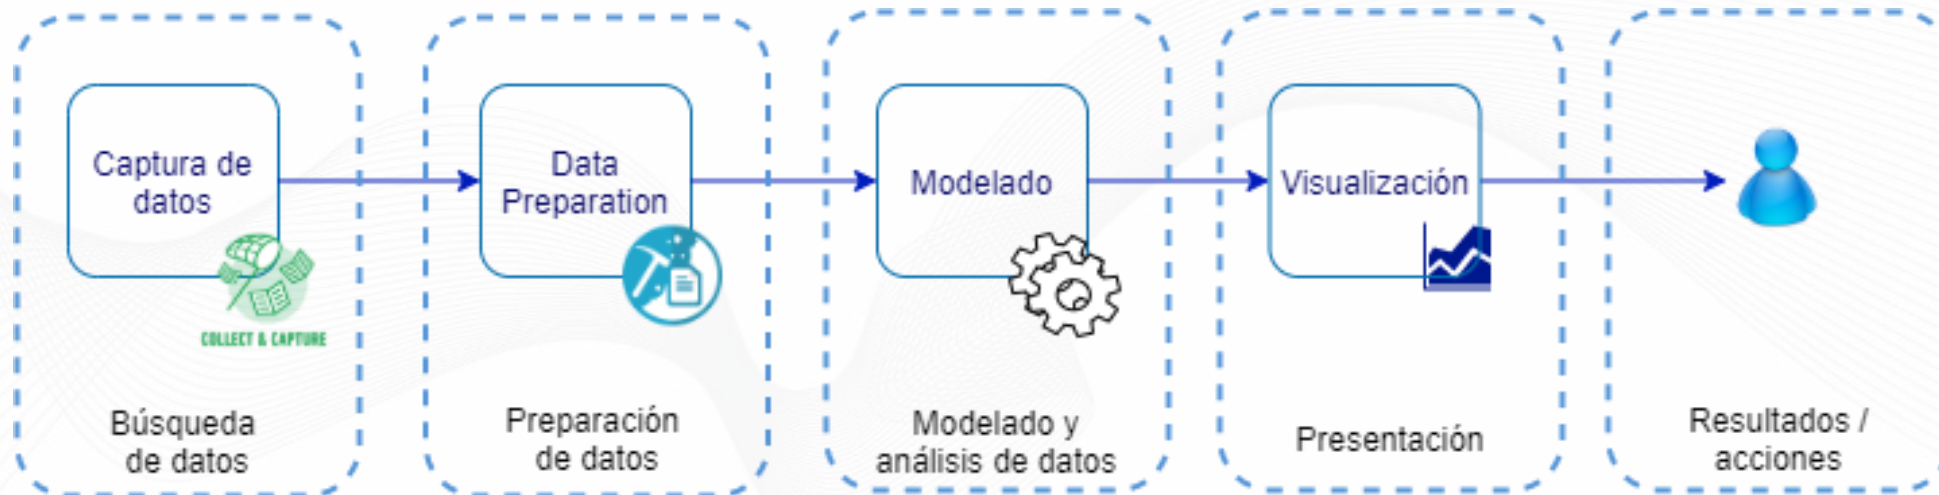 Captura de
datos
COLLECT & CAPTURE
Búsqueda
de datos
Data
Preparation
Preparación
de datos
Modelado
Modelado y
análisis de datos
Visualización
Presentación
Resultados /
acciones